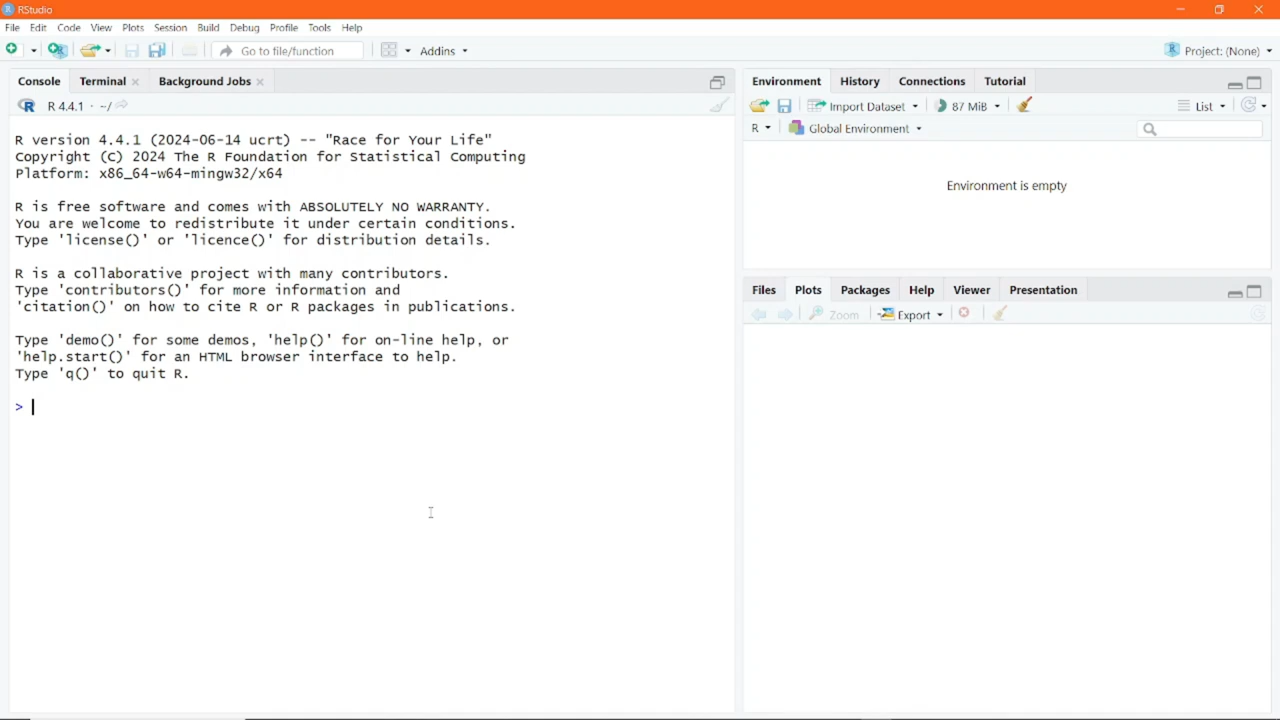 RStudio
File Edit Code View Plots Session Build Debug Profile Tools Help
Go to file/function Addins Project: (None)
Console Terminal Background Jobs
R 4.4.1 · ~/
R version 4.4.1 (2024-06-14 ucrt) -- "Race for Your Life"
Copyright (C) 2024 The R Foundation for Statistical Computing
Platform: x86_64-w64-mingw32/x64
R is free software and comes with ABSOLUTELY NO WARRANTY.
You are welcome to redistribute it under certain conditions.
Type 'license()' or 'licence()' for distribution details.
R is a collaborative project with many contributors.
Type 'contributors()' for more information and
'citation()' on how to cite R or R packages in publications.
Type 'demo()' for some demos, 'help()' for on-line help, or
'help.start()' for an HTML browser interface to help.
Type 'q()' to quit R.
>
Environment History Connections Tutorial
Import Dataset 87 MiB List
R Global Environment
Environment is empty
Files Plots Packages Help Viewer Presentation
Zoom Export